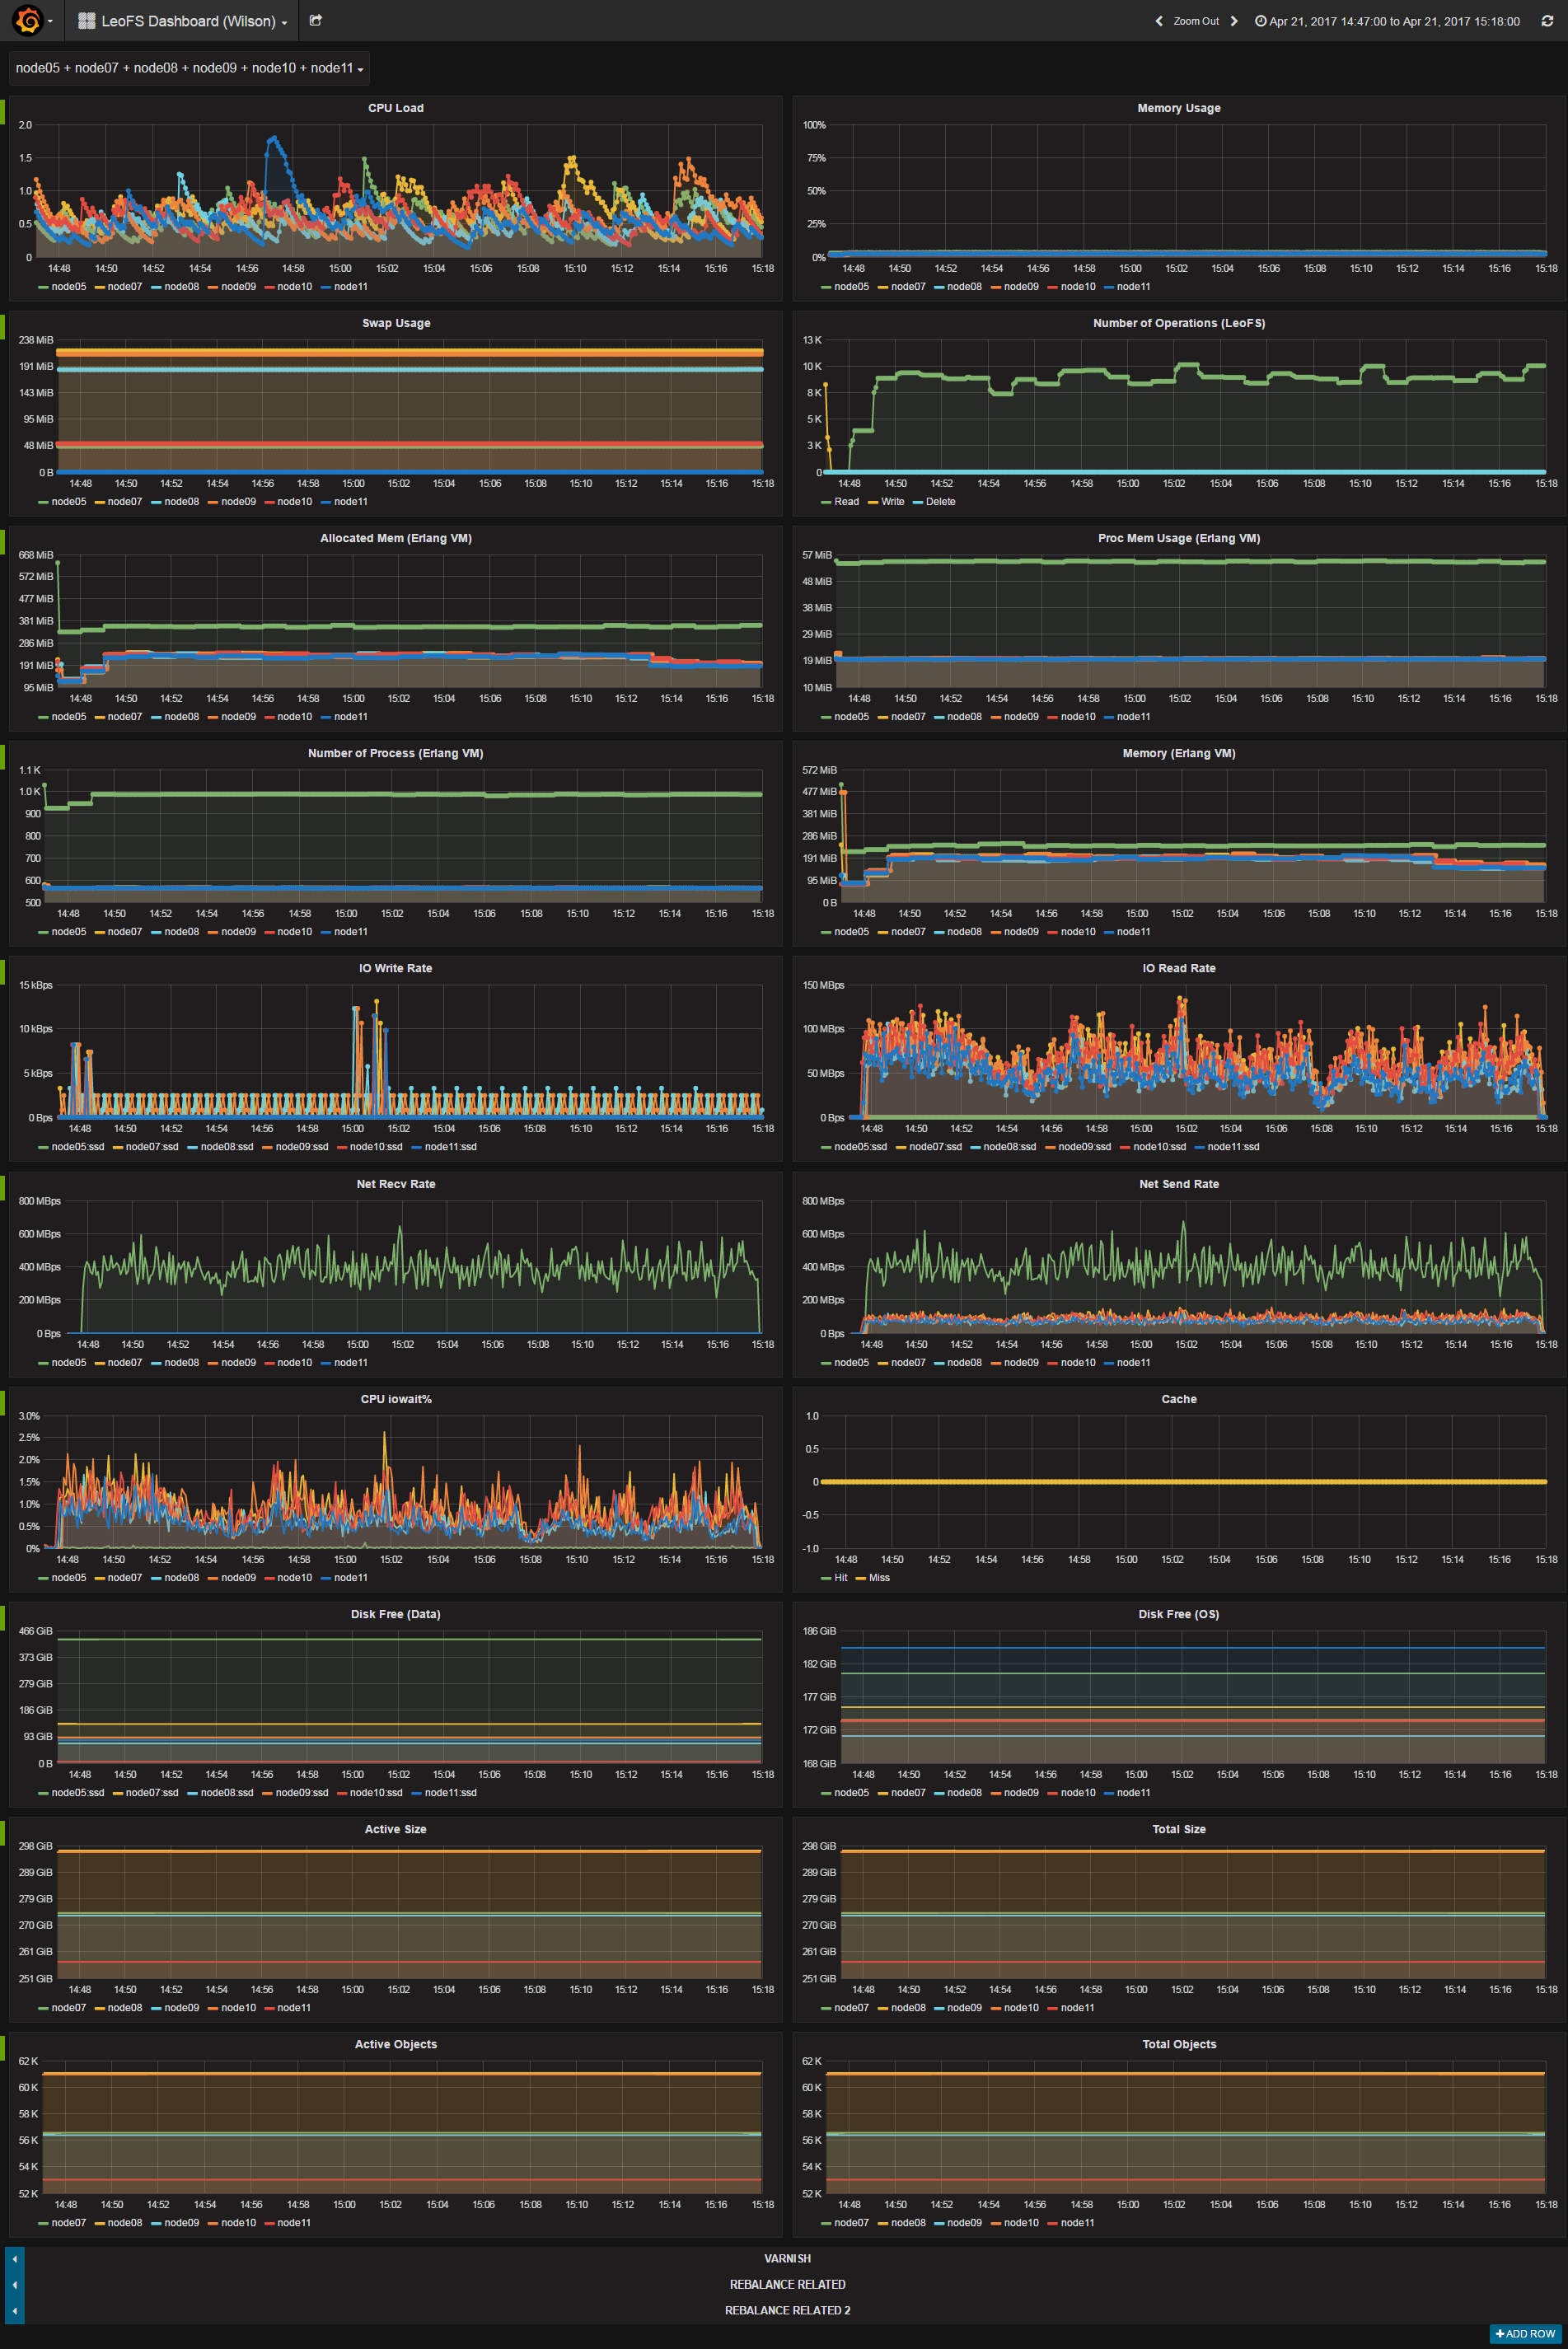 LeoFS Dashboard (Wilson)
Zoom Out
Apr 21, 2017 14:47:00 to Apr 21, 2017 15:18:00
node05 + node07 + node08 + node09 + node10 + node11
CPU Load
2.0
1.5
1.0
0.5
0
14:48 14:50 14:52 14:54 14:56 14:58 15:00 15:02 15:04 15:06 15:08 15:10 15:12 15:14 15:16 15:18
node05 node07 node08 node09 node10 node11
Memory Usage
100%
75%
50%
25%
0%
14:48 14:50 14:52 14:54 14:56 14:58 15:00 15:02 15:04 15:06 15:08 15:10 15:12 15:14 15:16 15:18
node05 node07 node08 node09 node10 node11
Swap Usage
238 MiB
191 MiB
143 MiB
95 MiB
48 MiB
0 B
14:48 14:50 14:52 14:54 14:56 14:58 15:00 15:02 15:04 15:06 15:08 15:10 15:12 15:14 15:16 15:18
node05 node07 node08 node09 node10 node11
Number of Operations (LeoFS)
13 K
10 K
8 K
5 K
3 K
0
14:48 14:50 14:52 14:54 14:56 14:58 15:00 15:02 15:04 15:06 15:08 15:10 15:12 15:14 15:16 15:18
Read Write Delete
Allocated Mem (Erlang VM)
668 MiB
572 MiB
477 MiB
381 MiB
286 MiB
191 MiB
95 MiB
14:48 14:50 14:52 14:54 14:56 14:58 15:00 15:02 15:04 15:06 15:08 15:10 15:12 15:14 15:16 15:18
node05 node07 node08 node09 node10 node11
Proc Mem Usage (Erlang VM)
57 MiB
48 MiB
38 MiB
29 MiB
19 MiB
10 MiB
14:48 14:50 14:52 14:54 14:56 14:58 15:00 15:02 15:04 15:06 15:08 15:10 15:12 15:14 15:16 15:18
node05 node07 node08 node09 node10 node11
Number of Process (Erlang VM)
1.1 K
1.0 K
900
800
700
600
500
14:48 14:50 14:52 14:54 14:56 14:58 15:00 15:02 15:04 15:06 15:08 15:10 15:12 15:14 15:16 15:18
node05 node07 node08 node09 node10 node11
Memory (Erlang VM)
572 MiB
477 MiB
381 MiB
286 MiB
191 MiB
95 MiB
0 B
14:48 14:50 14:52 14:54 14:56 14:58 15:00 15:02 15:04 15:06 15:08 15:10 15:12 15:14 15:16 15:18
node05 node07 node08 node09 node10 node11
IO Write Rate
15 kBps
10 kBps
5 kBps
0 Bps
14:48 14:50 14:52 14:54 14:56 14:58 15:00 15:02 15:04 15:06 15:08 15:10 15:12 15:14 15:16 15:18
node05:ssd node07:ssd node08:ssd node09:ssd node10:ssd node11:ssd
IO Read Rate
150 MBps
100 MBps
50 MBps
0 Bps
14:48 14:50 14:52 14:54 14:56 14:58 15:00 15:02 15:04 15:06 15:08 15:10 15:12 15:14 15:16 15:18
node05:ssd node07:ssd node08:ssd node09:ssd node10:ssd node11:ssd
Net Recv Rate
800 MBps
600 MBps
400 MBps
200 MBps
0 Bps
14:48 14:50 14:52 14:54 14:56 14:58 15:00 15:02 15:04 15:06 15:08 15:10 15:12 15:14 15:16 15:18
node05 node07 node08 node09 node10 node11
Net Send Rate
800 MBps
600 MBps
400 MBps
200 MBps
0 Bps
14:48 14:50 14:52 14:54 14:56 14:58 15:00 15:02 15:04 15:06 15:08 15:10 15:12 15:14 15:16 15:18
node05 node07 node08 node09 node10 node11
CPU iowait%
3.0%
2.5%
2.0%
1.5%
1.0%
0.5%
0%
14:48 14:50 14:52 14:54 14:56 14:58 15:00 15:02 15:04 15:06 15:08 15:10 15:12 15:14 15:16 15:18
node05 node07 node08 node09 node10 node11
Cache
1.0
0.5
0
-0.5
-1.0
14:48 14:50 14:52 14:54 14:56 14:58 15:00 15:02 15:04 15:06 15:08 15:10 15:12 15:14 15:16 15:18
Hit Miss
Disk Free (Data)
466 GiB
373 GiB
279 GiB
186 GiB
93 GiB
0 B
14:48 14:50 14:52 14:54 14:56 14:58 15:00 15:02 15:04 15:06 15:08 15:10 15:12 15:14 15:16 15:18
node05:ssd node07:ssd node08:ssd node09:ssd node10:ssd node11:ssd
Disk Free (OS)
186 GiB
182 GiB
177 GiB
172 GiB
168 GiB
14:48 14:50 14:52 14:54 14:56 14:58 15:00 15:02 15:04 15:06 15:08 15:10 15:12 15:14 15:16 15:18
node05 node07 node08 node09 node10 node11
Active Size
298 GiB
289 GiB
279 GiB
270 GiB
261 GiB
251 GiB
14:48 14:50 14:52 14:54 14:56 14:58 15:00 15:02 15:04 15:06 15:08 15:10 15:12 15:14 15:16 15:18
node07 node08 node09 node10 node11
Total Size
298 GiB
289 GiB
279 GiB
270 GiB
261 GiB
251 GiB
14:48 14:50 14:52 14:54 14:56 14:58 15:00 15:02 15:04 15:06 15:08 15:10 15:12 15:14 15:16 15:18
node07 node08 node09 node10 node11
Active Objects
62 K
60 K
58 K
56 K
54 K
52 K
14:48 14:50 14:52 14:54 14:56 14:58 15:00 15:02 15:04 15:06 15:08 15:10 15:12 15:14 15:16 15:18
node07 node08 node09 node10 node11
Total Objects
62 K
60 K
58 K
56 K
54 K
52 K
14:48 14:50 14:52 14:54 14:56 14:58 15:00 15:02 15:04 15:06 15:08 15:10 15:12 15:14 15:16 15:18
node07 node08 node09 node10 node11
VARNISH
REBALANCE RELATED
REBALANCE RELATED 2
ADD ROW